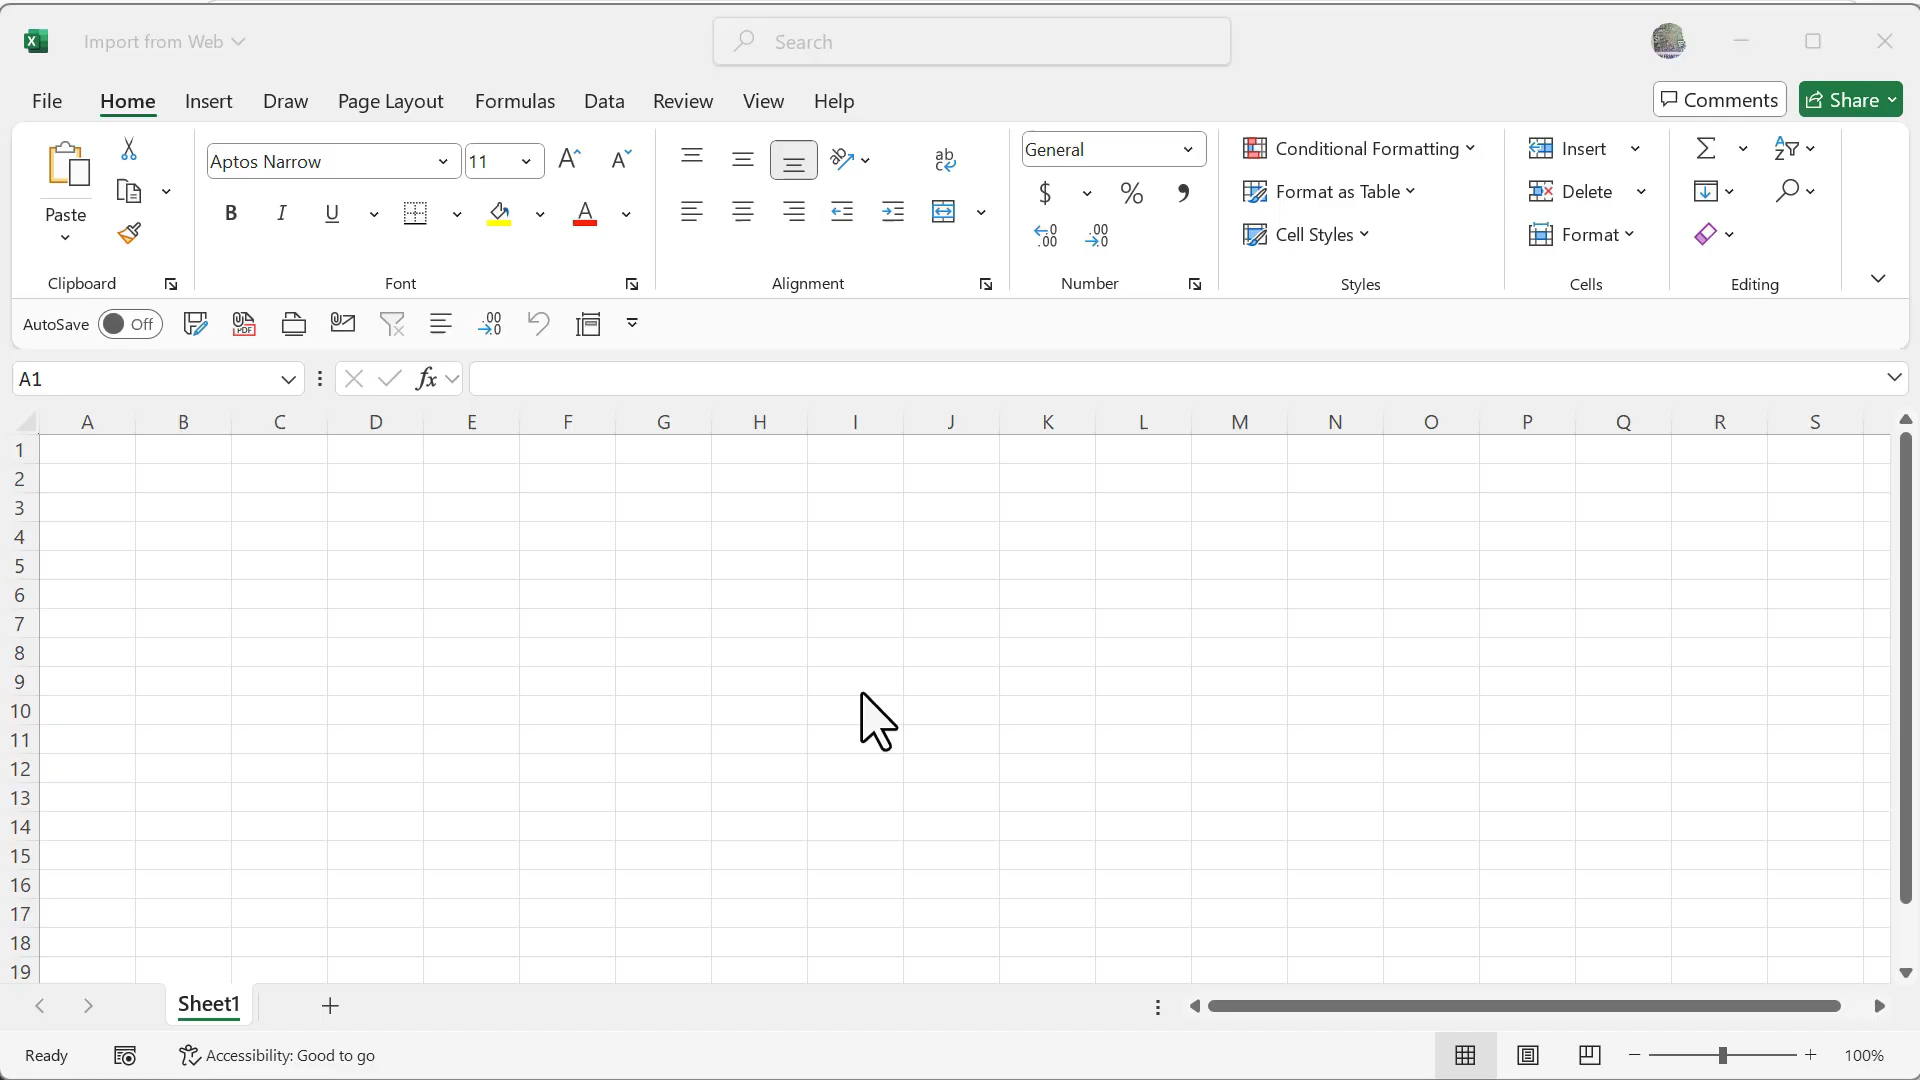 Import from Web
Search
File Home Insert Draw Page Layout Formulas Data Review View Help
Comments Share
Paste
Clipboard
Aptos Narrow 11
B I U A
Font
ab
c
Alignment
General
$ % ,
.00 .00
Number
Conditional Formatting
Format as Table
Cell Styles
Styles
Insert
Delete
Format
Cells
Editing
AutoSave Off
A1
fx
A B C D E F G H I J K L M N O P Q R S
1
2
3
4
5
6
7
8
9
10
11
12
13
14
15
16
17
18
19
Sheet1
Ready
Accessibility: Good to go
100%